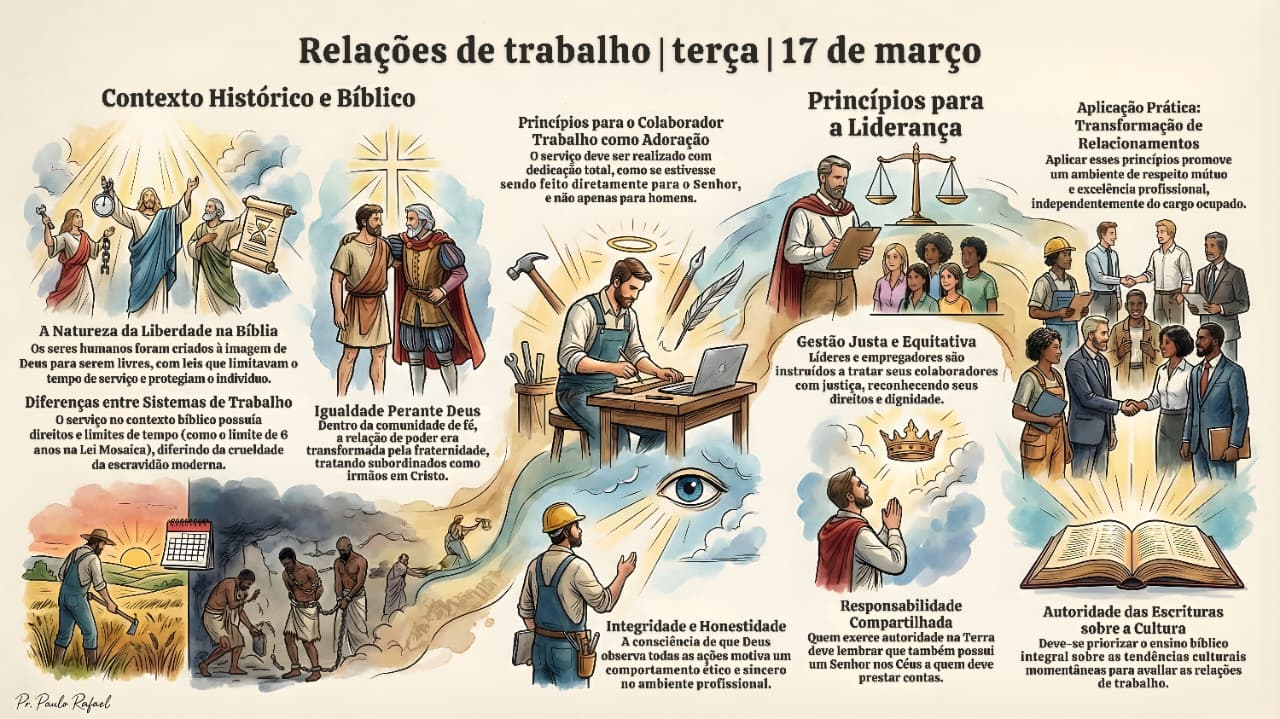 Relações de trabalho | terça | 17 de março
Contexto Histórico e Bíblico
A Natureza da Liberdade na Bíblia
Os seres humanos foram criados à imagem de
Deus para serem livres, com leis que limitavam o
tempo de serviço e protegiam o individuo.
Diferenças entre Sistemas de Trabalho
O serviço no contexto bíblico possuía
direitos e limites de tempo (como o limite de 6
anos na Lei Mosaica), diferindo da crueldade
da escravidão moderna.
Igualdade Perante Deus
Dentro da comunidade de fé,
a relação de poder era
transformada pela fraternidade,
tratando subordinados como
irmãos em Cristo.
Princípios para o Colaborador
Trabalho como Adoração
O serviço deve ser realizado com
dedicação total, como se estivesse
sendo feito diretamente para o Senhor,
e não apenas para homens.
Integridade e Honestidade
A consciência de que Deus
observa todas as ações motiva um
comportamento ético e sincero
no ambiente profissional.
Princípios para
a Liderança
Gestão Justa e Equitativa
Líderes e empregadores são
instruídos a tratar seus colaboradores
com justiça, reconhecendo seus
direitos e dignidade.
Responsabilidade
Compartilhada
Quem exerce autoridade na Terra
deve lembrar que também possui
um Senhor nos Céus a quem deve
prestar contas.
Aplicação Prática:
Transformação de
Relacionamentos
Aplicar esses princípios promove
um ambiente de respeito mútuo
e excelência profissional,
independentemente do cargo ocupado.
Autoridade das Escrituras
sobre a Cultura
Deve-se priorizar o ensino bíblico
integral sobre as tendências culturais
momentâneas para avallar as relações
de trabalho.
Pr. Paulo Rafael